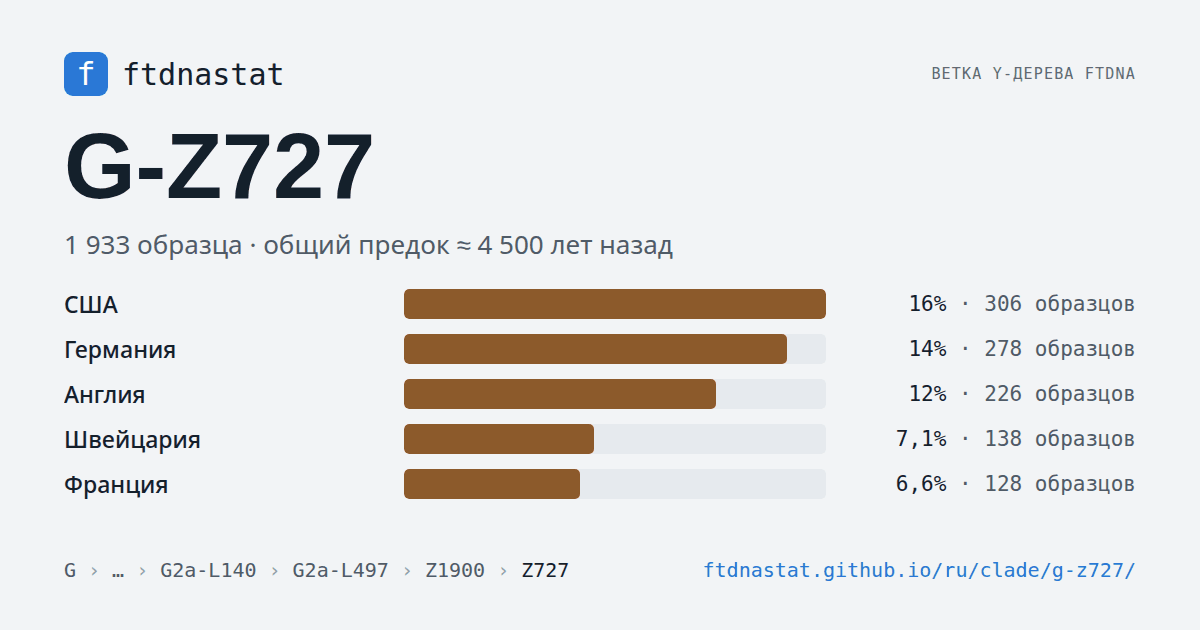 f ftdnastat
ВЕТКА Y-ДЕРЕВА FTDNA
G-Z727
1 933 образца · общий предок ≈ 4 500 лет назад
США 16% · 306 образцов
Германия 14% · 278 образцов
Англия 12% · 226 образцов
Швейцария 7,1% · 138 образцов
Франция 6,6% · 128 образцов
G › … › G2a-L140 › G2a-L497 › Z1900 › Z727
ftdnastat.github.io/ru/clade/g-z727/